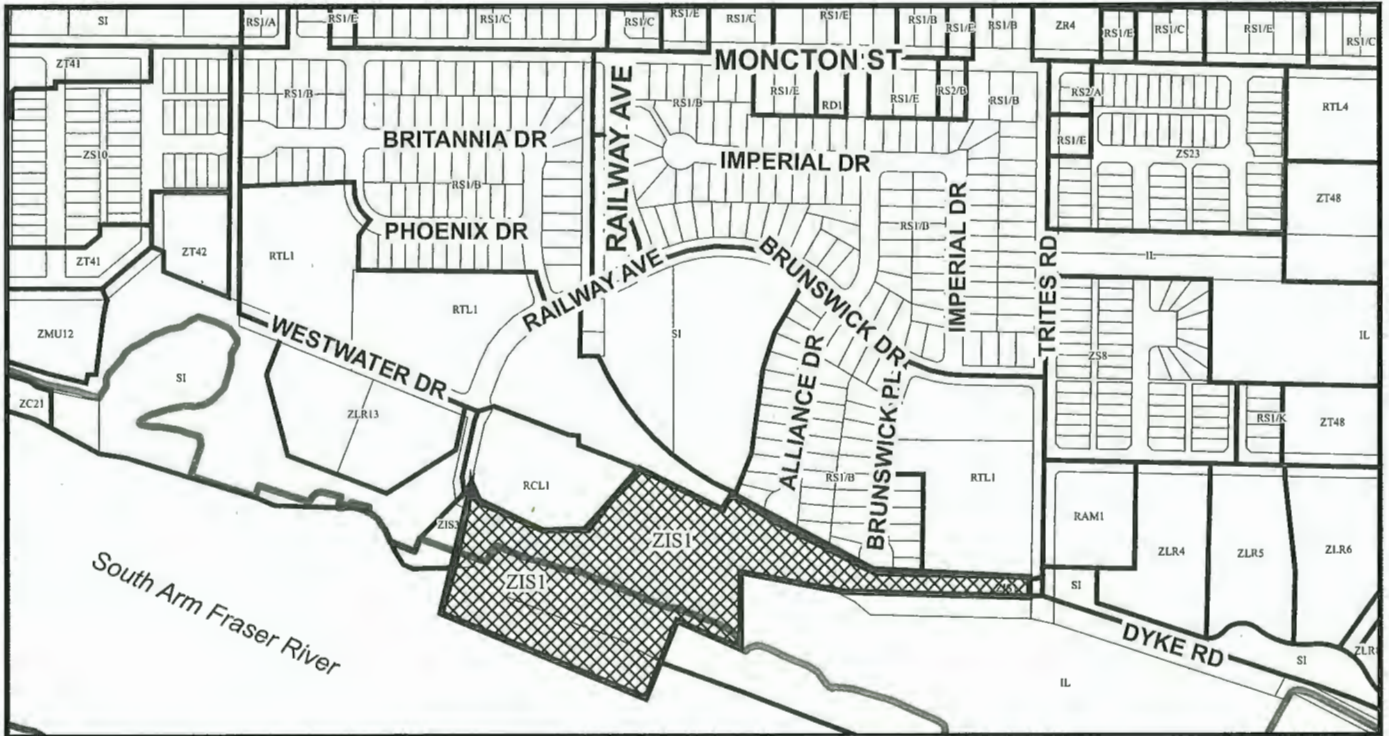 SI
RS1/A
RS1/E
RS1/C
RS1/C
RS1/E
RS1/C
RS1/E
RS1/B
RS1/E
RS1/B
ZR4
RS1/E
RS1/C
RS1/E
RS1/C
MONCTON ST
ZT41
RS1/B
RAILWAY AVE
RS1/B
RS1/E
RD1
RS1/E
RS2/B
RS1/B
RS2/A
RTL4
ZS10
BRITANNIA DR
IMPERIAL DR
RS1/E
ZS23
RS1/B
ZT48
PHOENIX DR
RS1/B
IMPERIAL DR
TRITES RD
ZT41
ZT42
RTL1
RAILWAY AVE
BRUNSWICK DR
IL
RTL1
ZMU12
WESTWATER DR
SI
IL
ZS8
SI
ALLIANCE DR
BRUNSWICK PL
ZC21
ZLR13
RS1/K
ZT48
RCL1
RS1/B
RTL1
RAM1
ZIS1
ZLR4
ZLR5
ZLR6
ZIS1
SI
South Arm Fraser River
DYKE RD
SI
IL